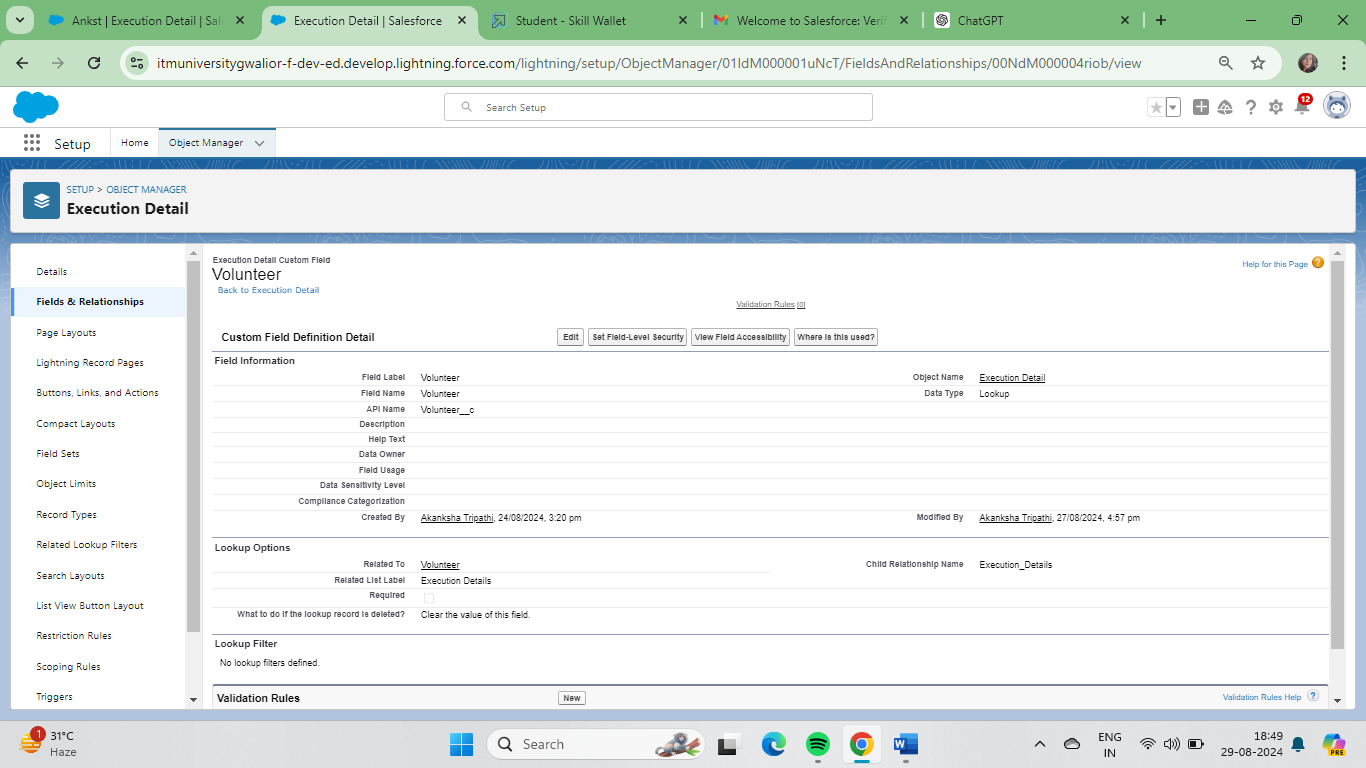 Ankst | Execution Detail | Sal
Execution Detail | Salesforce
Student - Skill Wallet
Welcome to Salesforce: Verif
ChatGPT
itmuniversitygwalior-f-dev-ed.develop.lightning.force.com/lightning/setup/ObjectManager/01IdM000001uNcT/FieldsAndRelationships/00NdM000004riob/view
Search Setup
12
Setup
Home
Object Manager
SETUP > OBJECT MANAGER
Execution Detail
Details
Fields & Relationships
Page Layouts
Lightning Record Pages
Buttons, Links, and Actions
Compact Layouts
Field Sets
Object Limits
Record Types
Related Lookup Filters
Search Layouts
List View Button Layout
Restriction Rules
Scoping Rules
Triggers
Execution Detail Custom Field
Volunteer
Back to Execution Detail
Help for this Page
Validation Rules [0]
Custom Field Definition Detail
Edit Set Field-Level Security View Field Accessibility Where is this used?
Field Information
Field Label Volunteer Object Name Execution Detail
Field Name Volunteer Data Type Lookup
API Name Volunteer__c
Description
Help Text
Data Owner
Field Usage
Data Sensitivity Level
Compliance Categorization
Created By Akanksha Tripathi, 24/08/2024, 3:20 pm Modified By Akanksha Tripathi, 27/08/2024, 4:57 pm
Lookup Options
Related To Volunteer Child Relationship Name Execution_Details
Related List Label Execution Details
Required
What to do if the lookup record is deleted? Clear the value of this field.
Lookup Filter
No lookup filters defined.
Validation Rules New Validation Rules Help ?
1
31°C
Haze
Search
ENG
IN
18:49
29-08-2024
PRE